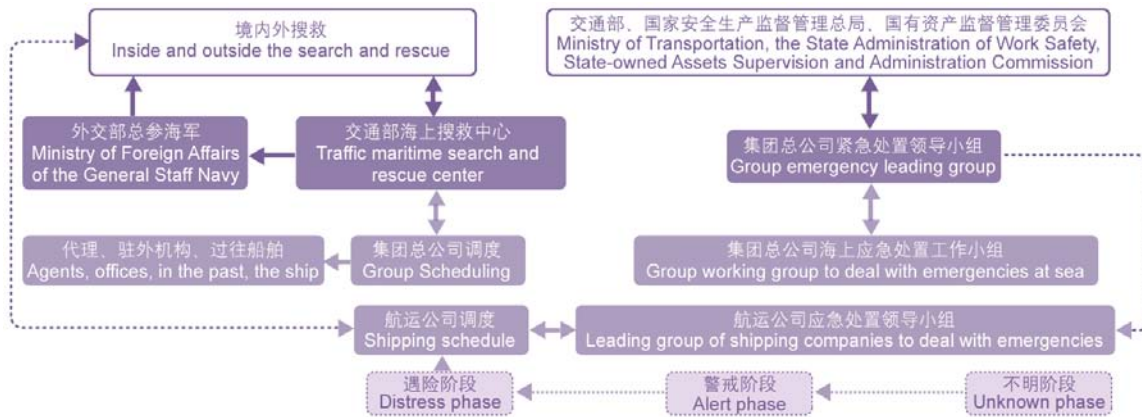 境内外搜救
Inside and outside the search and rescue
交通部、国家安全生产监督管理总局、国有资产监督管理委员会
Ministry of Transportation, the State Administration of Work Safety,
State-owned Assets Supervision and Administration Commission
外交部总参海军
Ministry of Foreign Affairs
of the General Staff Navy
交通部海上搜救中心
Traffic maritime search and
rescue center
集团总公司紧急处置领导小组
Group emergency leading group
代理、驻外机构、过往船舶
Agents, offices, in the past, the ship
集团总公司调度
Group Scheduling
集团总公司海上应急处置工作小组
Group working group to deal with emergencies at sea
航运公司调度
Shipping schedule
航运公司应急处置领导小组
Leading group of shipping companies to deal with emergencies
遇险阶段
Distress phase
警戒阶段
Alert phase
不明阶段
Unknown phase